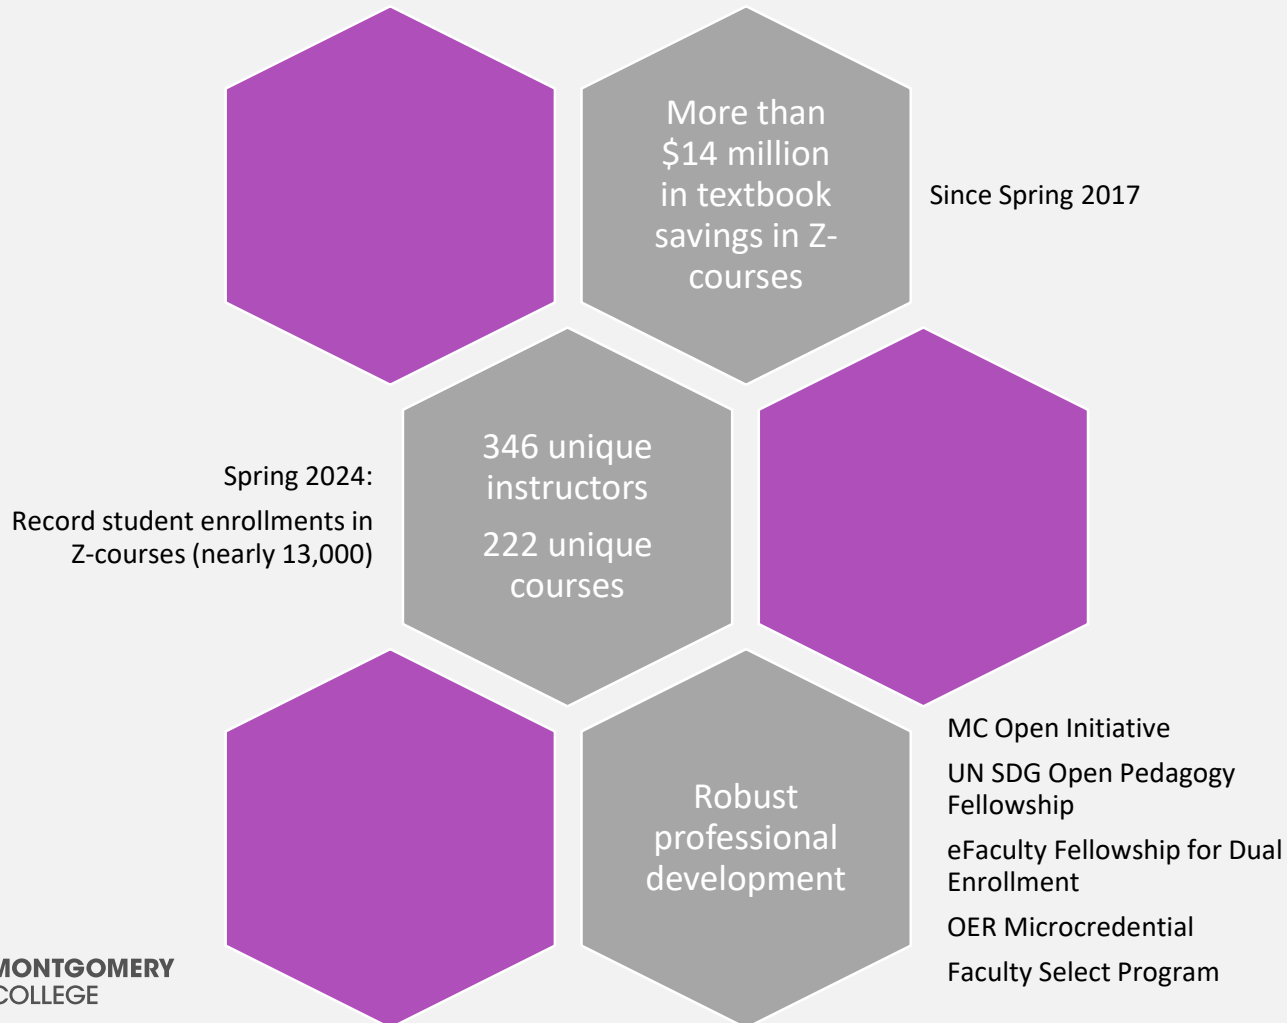 More than
$14 million
in textbook
savings in Z-
courses
Since Spring 2017
Spring 2024:
Record student enrollments in
Z-courses (nearly 13,000)
346 unique
instructors
222 unique
courses
Robust
professional
development
MC Open Initiative
UN SDG Open Pedagogy
Fellowship
eFaculty Fellowship for Dual
Enrollment
OER Microcredential
Faculty Select Program
MONTGOMERY
COLLEGE